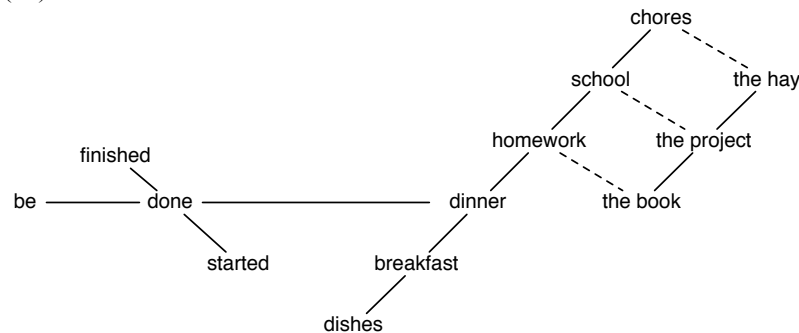 chores
school the hay
homework the project
finished
be done dinner the book
started breakfast
dishes